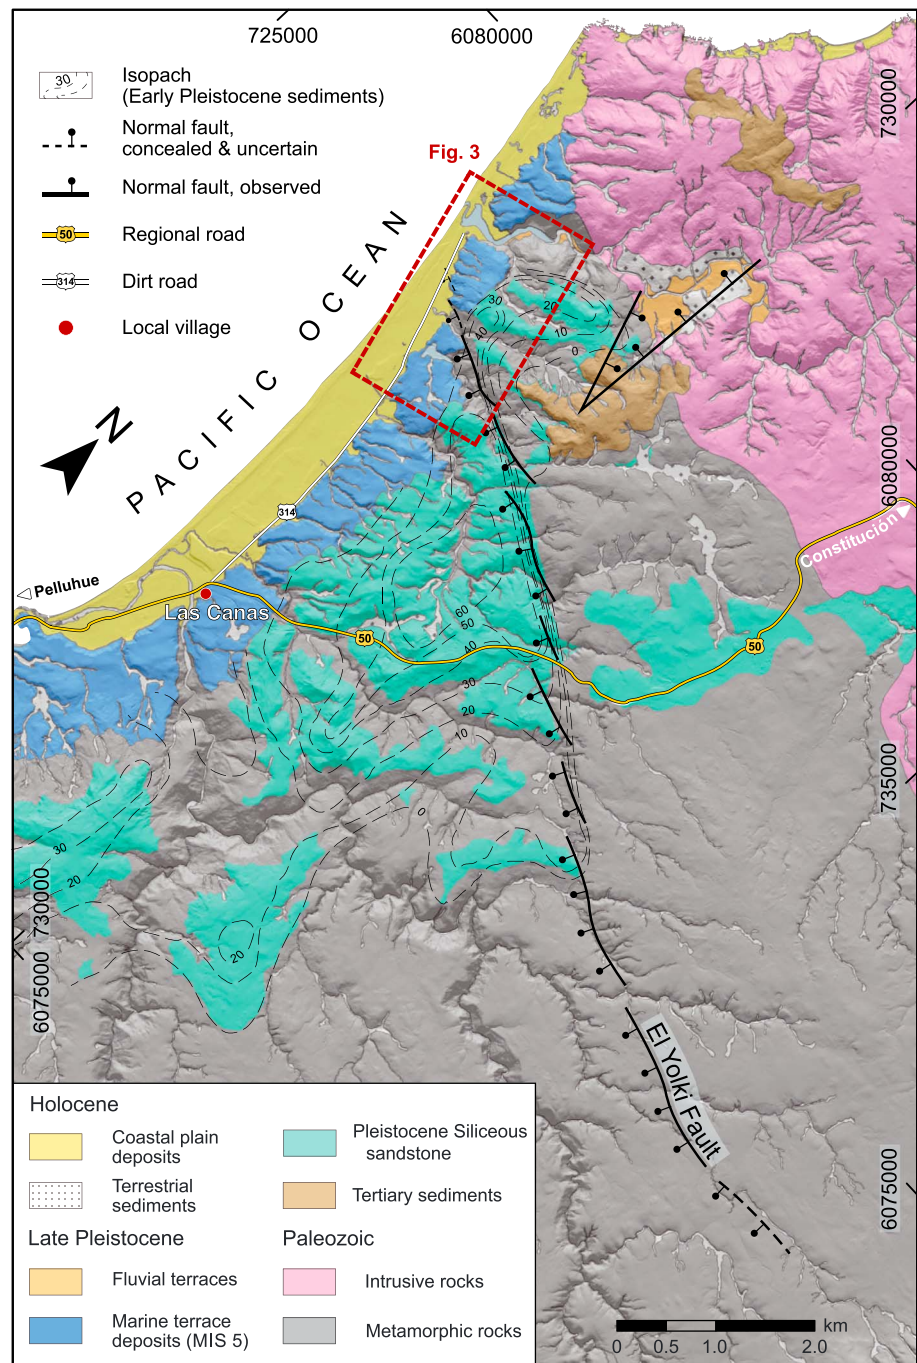 725000
6080000
30
Isopach
(Early Pleistocene sediments)
Normal fault,
concealed & uncertain
Normal fault, observed
50
Regional road
314
Dirt road
Local village
Fig. 3
730000
PACIFIC OCEAN
N
30
20
10
0
40
6080000
314
Constitución
Pelluhue
Las Canas
50
60
50
40
30
20
10
50
735000
0
30
20
20
730000
6075000
El Yolki Fault
6075000
Holocene
Coastal plain
deposits
Terrestrial
sediments
Late Pleistocene
Fluvial terraces
Marine terrace
deposits (MIS 5)
Pleistocene Siliceous
sandstone
Tertiary sediments
Paleozoic
Intrusive rocks
Metamorphic rocks
km
0 0.5 1.0 2.0